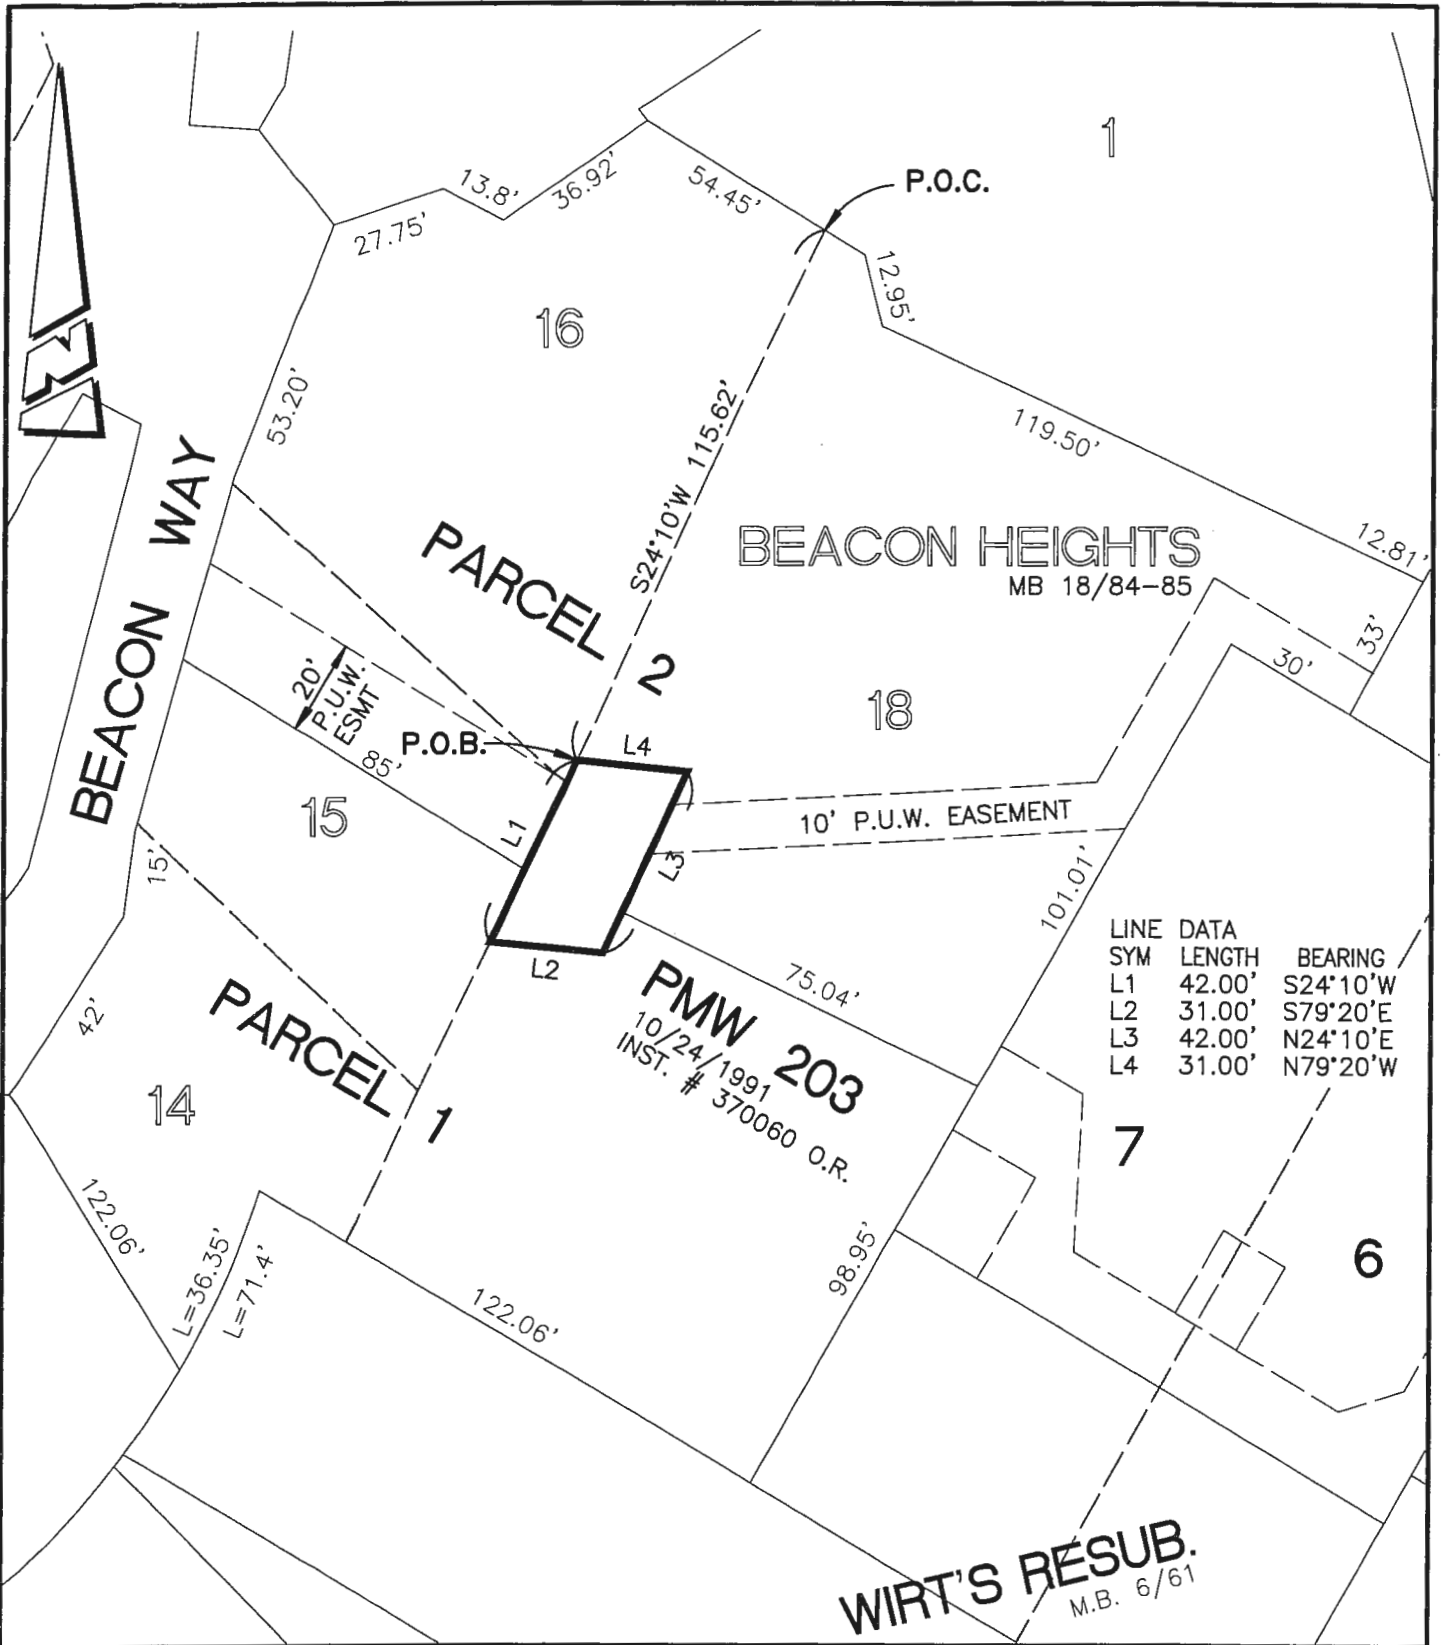 1
P.O.C.
54.45'
13.8'
36.92'
27.75'
12.95'
16
53.20'
119.50'
S24°10'W 115.62'
BEACON WAY
PARCEL 2
BEACON HEIGHTS
MB 18/84-85
12.81'
33'
30'
20'
P.U.W.
ESMT
P.O.B.
L4
18
85'
15
L1
10' P.U.W. EASEMENT
L3
15'
101.01'
L2
LINE DATA
SYM LENGTH BEARING
L1 42.00' S24°10'W
L2 31.00' S79°20'E
L3 42.00' N24°10'E
L4 31.00' N79°20'W
75.04'
PMW 203
10/24/1991
INST. # 370060 O.R.
PARCEL 1
42'
14
7
6
122.06'
L=36.35'
L=71.4'
98.95'
122.06'
WIRT'S RESUB.
M.B. 6/61